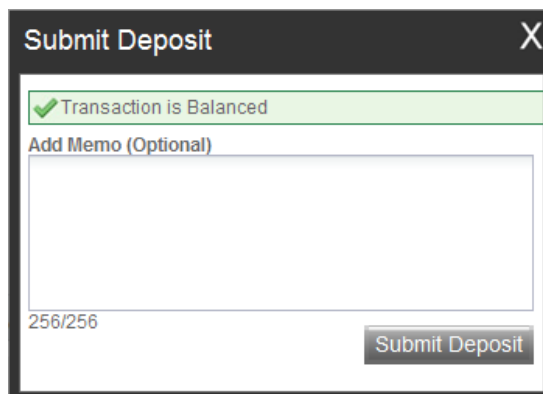 Submit Deposit X
Transaction is Balanced
Add Memo (Optional)
256/256
Submit Deposit